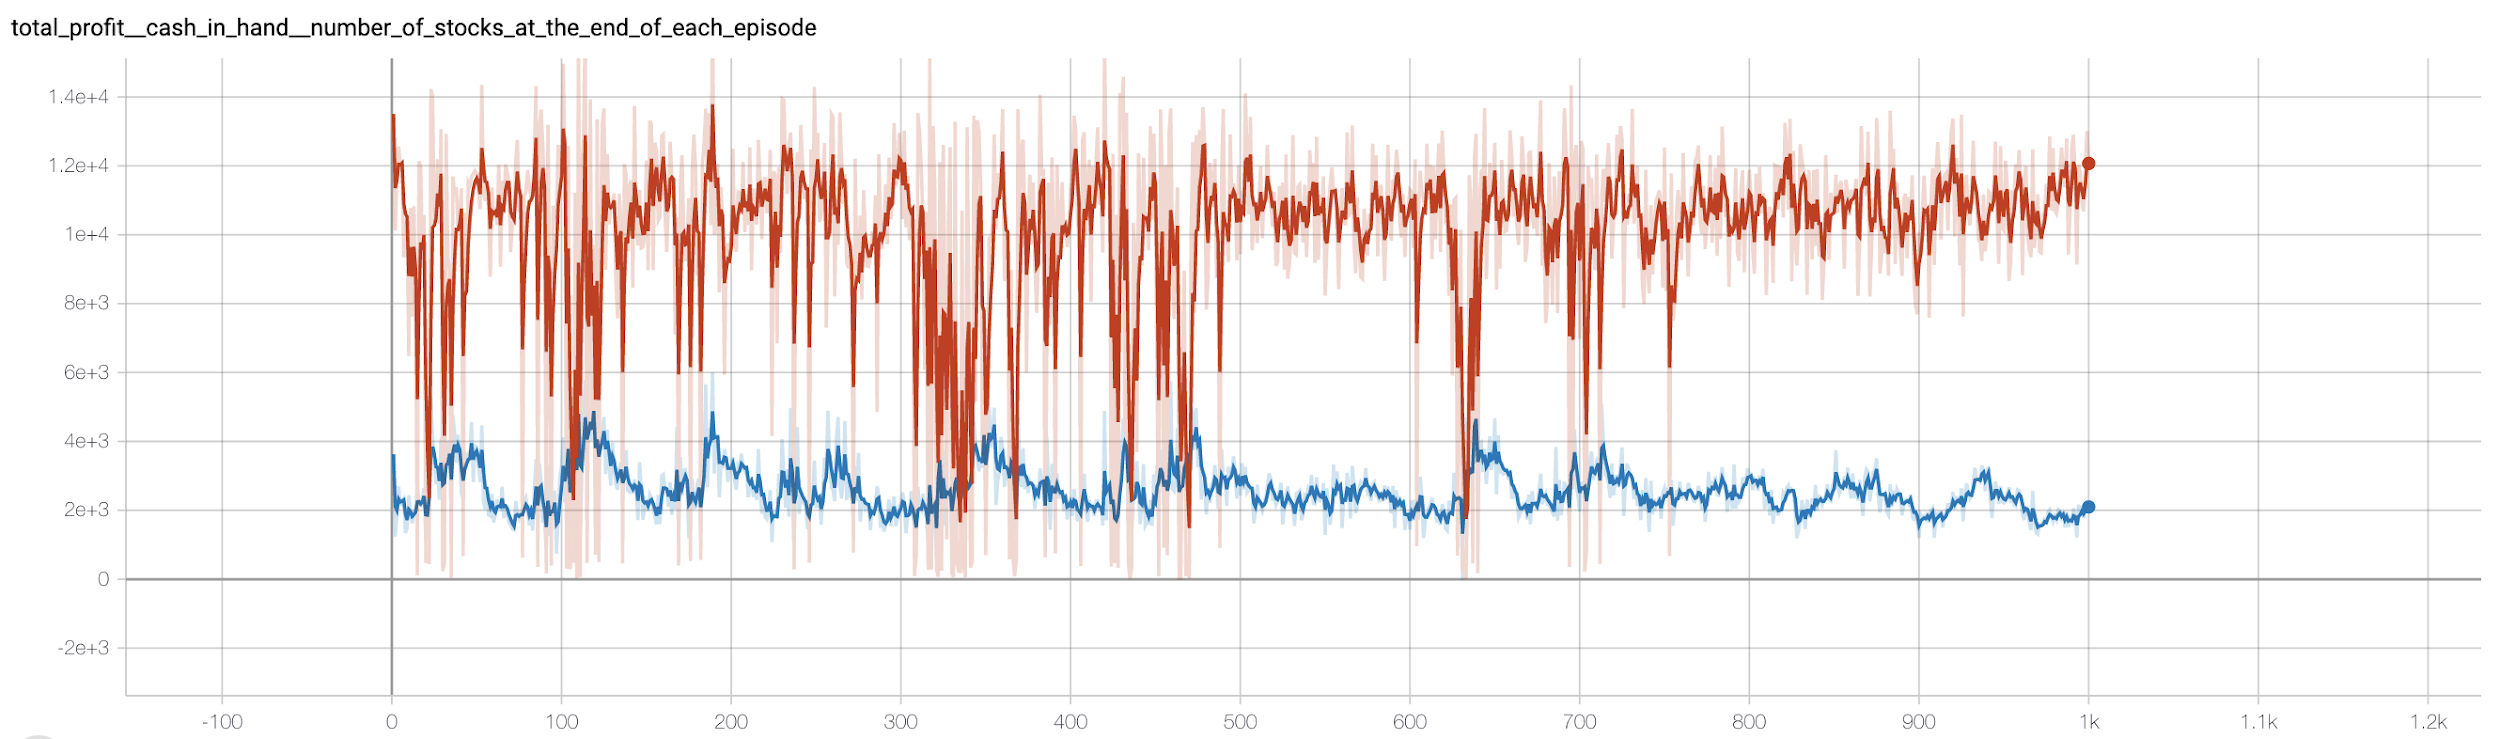 total_profit__cash_in_hand__number_of_stocks_at_the_end_of_each_episode
1.4e+4
1.2e+4
1e+4
8e+3
6e+3
4e+3
2e+3
0
-2e+3
-100 0 100 200 300 400 500 600 700 800 900 1k 1.1k 1.2k